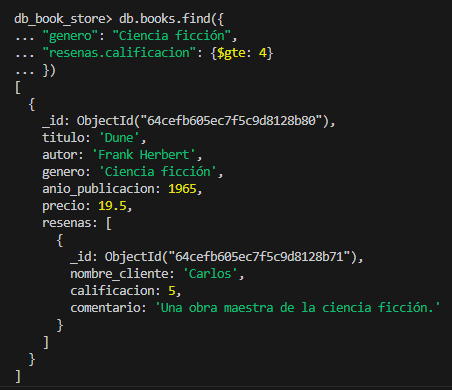 db_book_store> db.books.find({
... "genero": "Ciencia ficción",
... "resenas.calificacion": {$gte: 4}
... })
[
  {
    _id: ObjectId("64cefb605ec7f5c9d8128b80"),
    titulo: 'Dune',
    autor: 'Frank Herbert',
    genero: 'Ciencia ficción',
    anio_publicacion: 1965,
    precio: 19.5,
    resenas: [
      {
        _id: ObjectId("64cefb605ec7f5c9d8128b71"),
        nombre_cliente: 'Carlos',
        calificacion: 5,
        comentario: 'Una obra maestra de la ciencia ficción.'
      }
    ]
  }
]